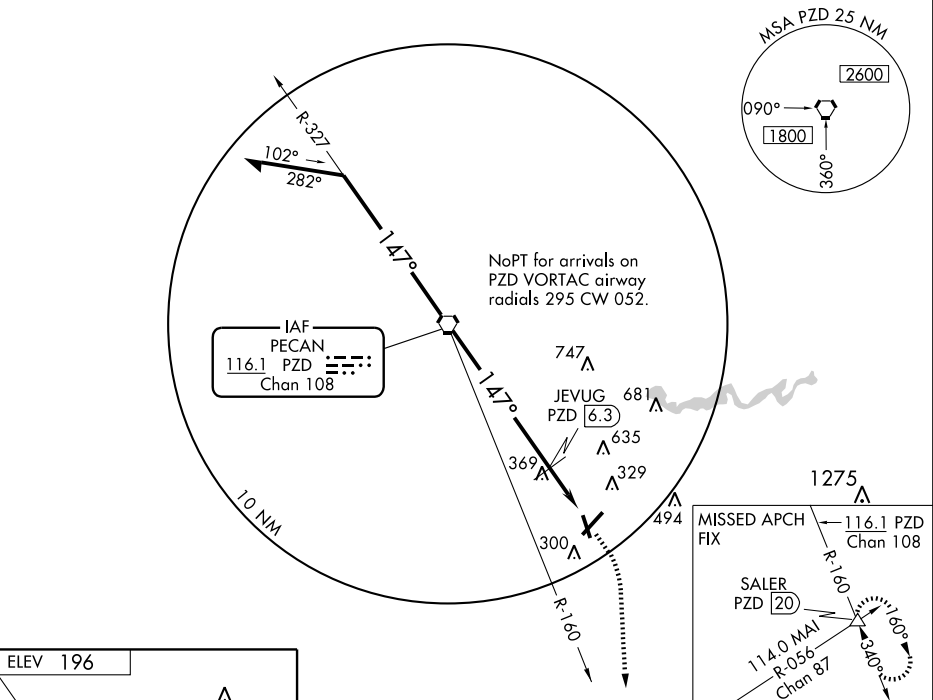 MSA PZD 25 NM
2600
090°
1800
360°
R-327
102°
282°
147°
NoPT for arrivals on
PZD VORTAC airway
radials 295 CW 052.
IAF
PECAN
116.1 PZD
Chan 108
147°
747
JEVUG
PZD 6.3
681
635
369
329
494
300
10 NM
R-160
1275
MISSED APCH
FIX
116.1 PZD
Chan 108
R-160
SALER
PZD 20
160°
340°
114.0 MAI
R-056
Chan 87
ELEV 196